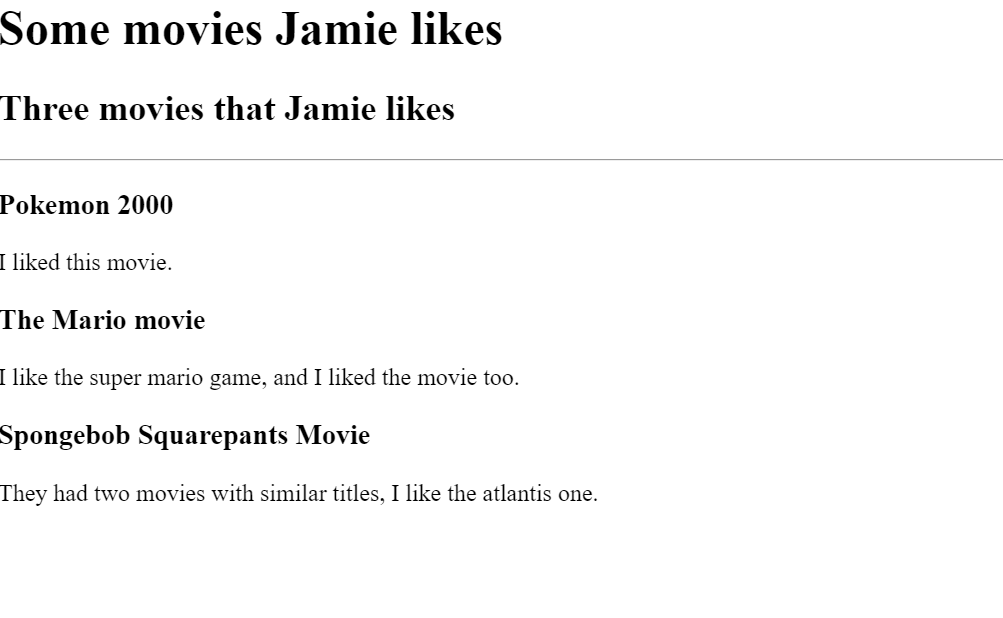 Some movies Jamie likes
Three movies that Jamie likes
Pokemon 2000
I liked this movie.
The Mario movie
I like the super mario game, and I liked the movie too.
Spongebob Squarepants Movie
They had two movies with similar titles, I like the atlantis one.